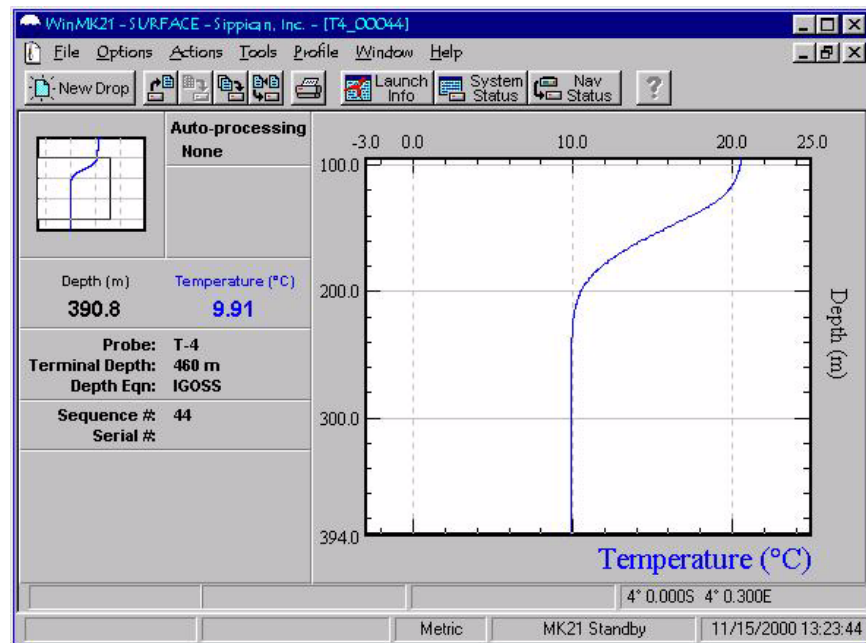 WinMK21 - SURFACE - Sippican, Inc. - [T4_00044]
File Options Actions Tools Profile Window Help
New Drop
Launch Info
System Status
Nav Status
?
Auto-processing
None
Depth (m) Temperature (°C)
390.8 9.91
Probe: T-4
Terminal Depth: 460 m
Depth Eqn: IGOSS
Sequence #: 44
Serial #:
-3.0 0.0 10.0 20.0 25.0
100.0
200.0
300.0
394.0
Depth (m)
Temperature (°C)
4° 0.000S 4° 0.300E
Metric MK21 Standby 11/15/2000 13:23:44